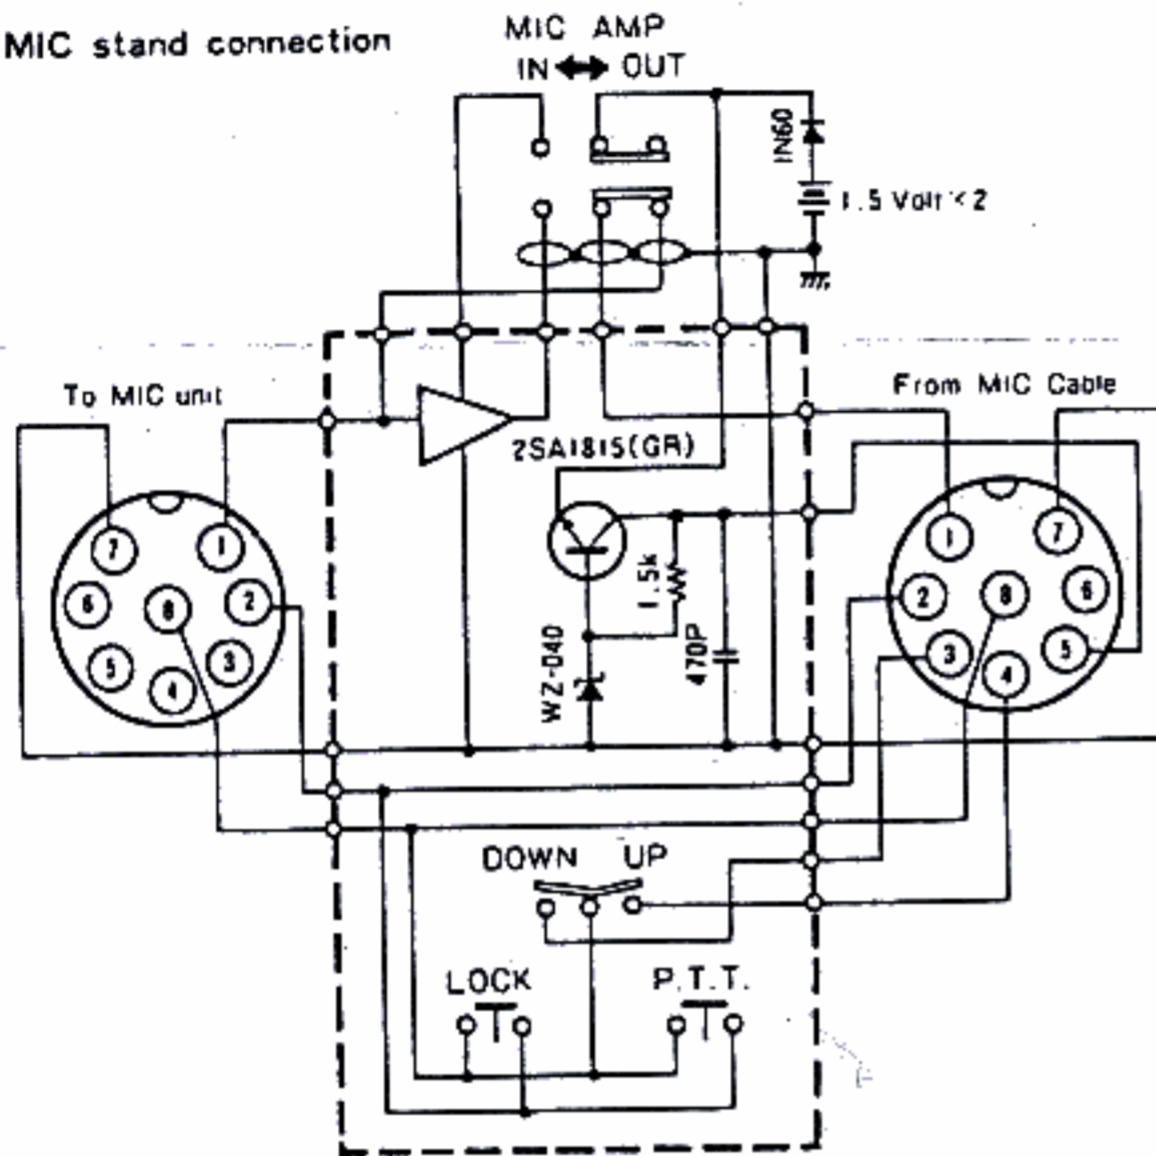 MIC stand connection
MIC AMP
IN OUT
1N60
1.5 Volt × 2
To MIC unit
From MIC Cable
2SA1815(GR)
7 1
6 8 2
5 3
4
1 7
2 8 6
3 5
4
1.5k
470P
WZ-040
DOWN UP
LOCK P.T.T.